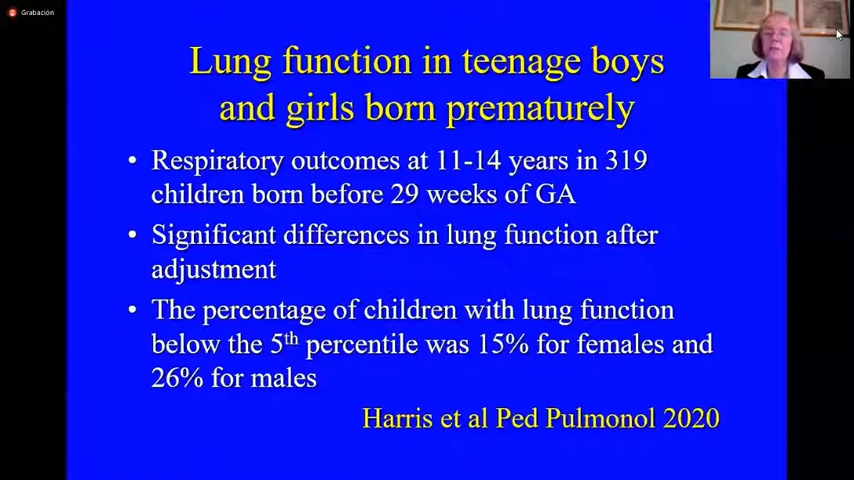 Grabación
Lung function in teenage boys
and girls born prematurely
• Respiratory outcomes at 11-14 years in 319
children born before 29 weeks of GA
• Significant differences in lung function after
adjustment
• The percentage of children with lung function
below the 5th percentile was 15% for females and
26% for males
Harris et al Ped Pulmonol 2020